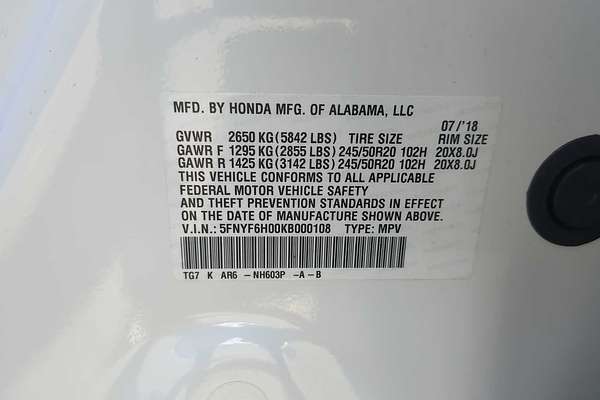 MFD. BY HONDA MFG. OF ALABAMA, LLC
07/'18
GVWR 2650 KG(5842 LBS) TIRE SIZE RIM SIZE
GAWR F 1295 KG(2855 LBS) 245/50R20 102H 20X8.0J
GAWR R 1425 KG(3142 LBS) 245/50R20 102H 20X8.0J
THIS VEHICLE CONFORMS TO ALL APPLICABLE
FEDERAL MOTOR VEHICLE SAFETY
AND THEFT PREVENTION STANDARDS IN EFFECT
ON THE DATE OF MANUFACTURE SHOWN ABOVE.
V.I.N.: 5FNYF6H00KB000108 TYPE: MPV
TG7 K AR6 -NH603P -A-B